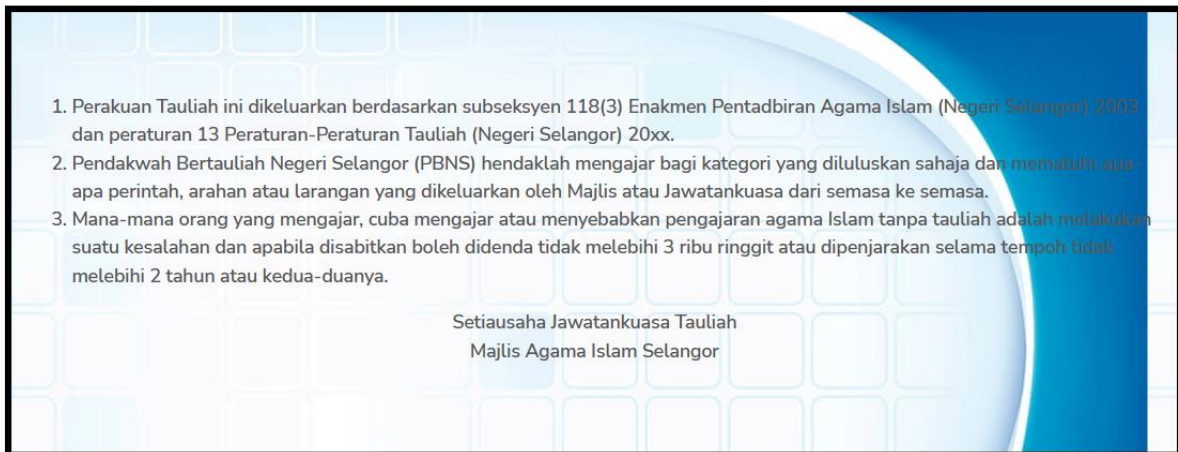 1. Perakuan Tauliah ini dikeluarkan berdasarkan subseksyen 118(3) Enakmen Pentadbiran Agama Islam (Negeri Selangor) 2003
dan peraturan 13 Peraturan-Peraturan Tauliah (Negeri Selangor) 20xx.
2. Pendakwah Bertauliah Negeri Selangor (PBNS) hendaklah mengajar bagi kategori yang diluluskan sahaja dan mematuhi apa-
apa perintah, arahan atau larangan yang dikeluarkan oleh Majlis atau Jawatankuasa dari semasa ke semasa.
3. Mana-mana orang yang mengajar, cuba mengajar atau menyebabkan pengajaran agama Islam tanpa tauliah adalah melakukan
suatu kesalahan dan apabila disabitkan boleh didenda tidak melebihi 3 ribu ringgit atau dipenjarakan selama tempoh tidak
melebihi 2 tahun atau kedua-duanya.
Setiausaha Jawatankuasa Tauliah
Majlis Agama Islam Selangor